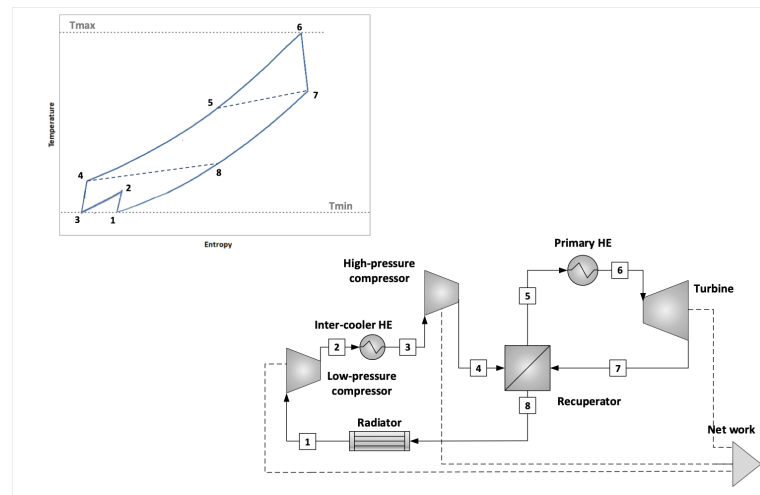 Tmax
6
5
7
Temperature
4
8
2
3
1
Tmin
Entropy
Primary HE
High-pressure
compressor
6
Turbine
5
Inter-cooler HE
2
3
4
7
Low-pressure
compressor
8
Recuperator
Radiator
Net work
1